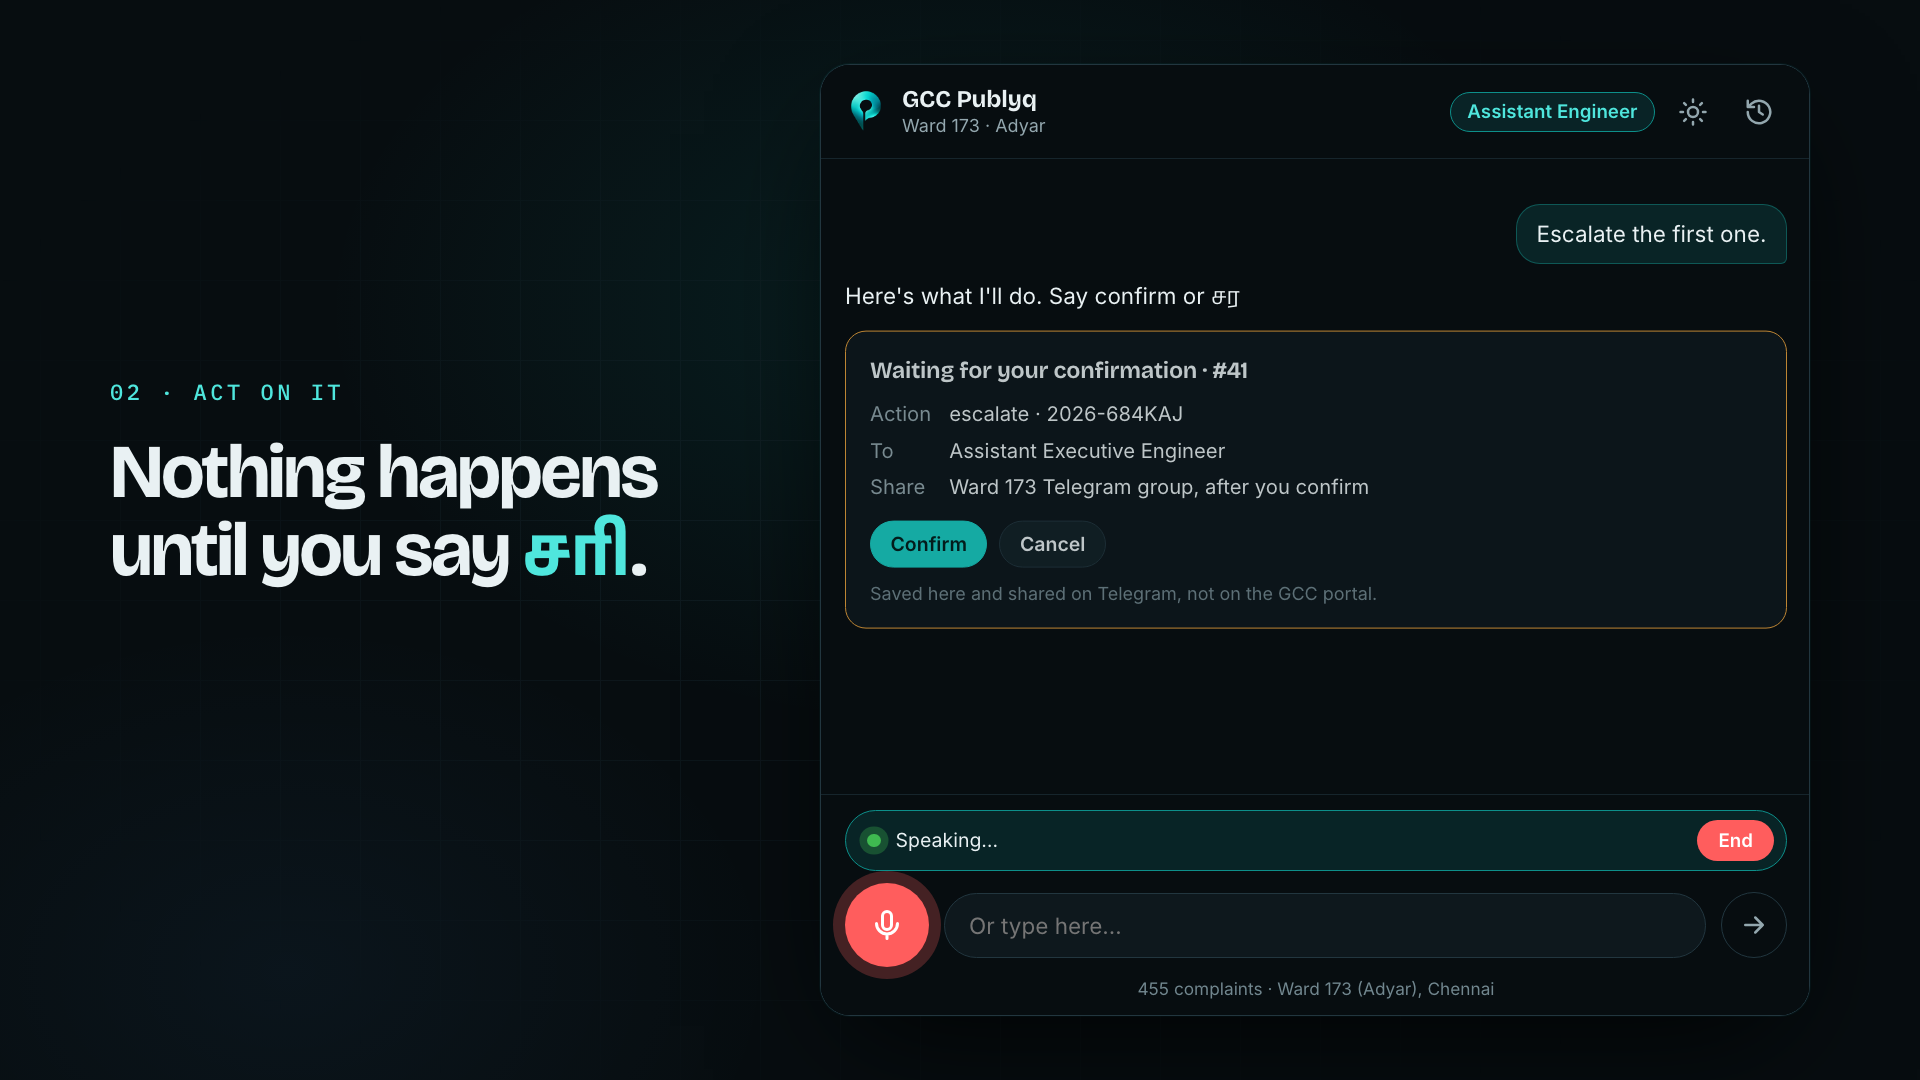 02 · ACT ON IT
Nothing happens
until you say சரி.
GCC Publyq
Ward 173 · Adyar
Assistant Engineer
Escalate the first one.
Here's what I'll do. Say confirm or சர
Waiting for your confirmation · #41
Action escalate · 2026-684KAJ
To Assistant Executive Engineer
Share Ward 173 Telegram group, after you confirm
Confirm Cancel
Saved here and shared on Telegram, not on the GCC portal.
Speaking...
End
Or type here...
455 complaints · Ward 173 (Adyar), Chennai